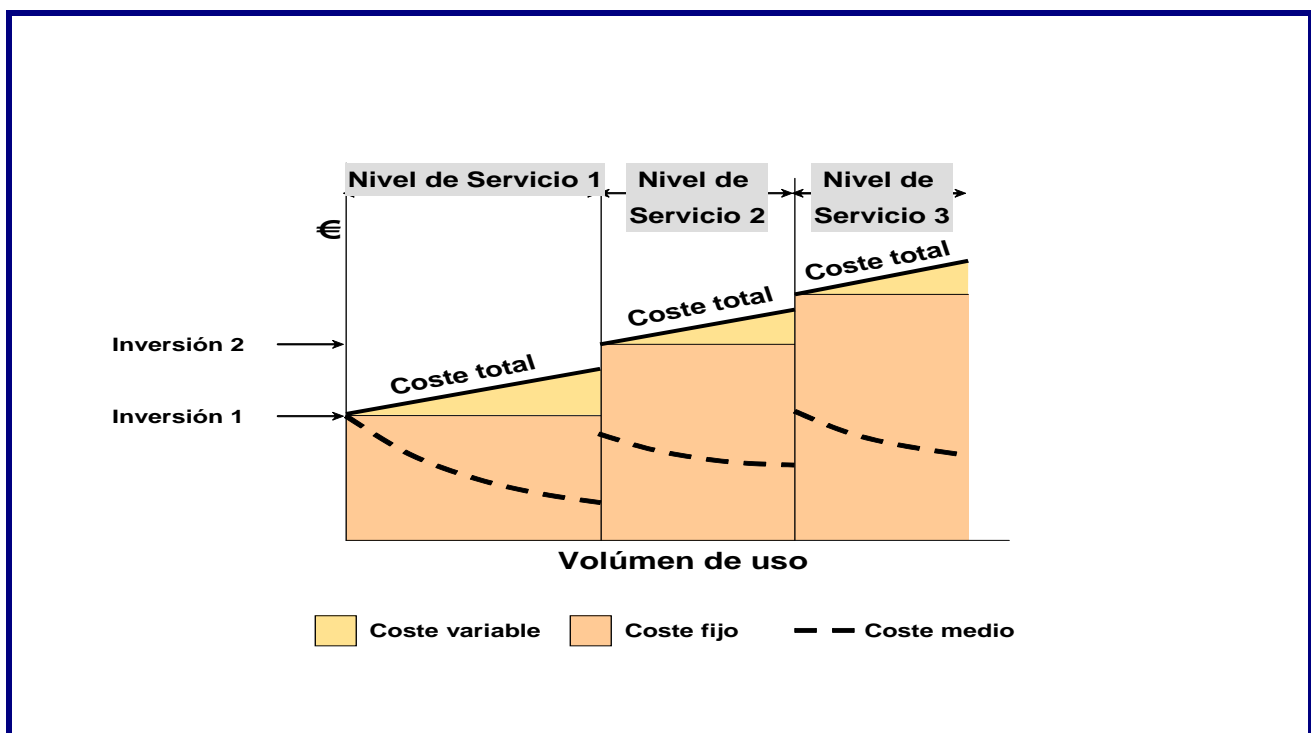 Nivel de Servicio 1
Nivel de
Servicio 2
Nivel de
Servicio 3
€
Coste total
Coste total
Coste total
Inversión 2
Inversión 1
Volúmen de uso
Coste variable
Coste fijo
Coste medio